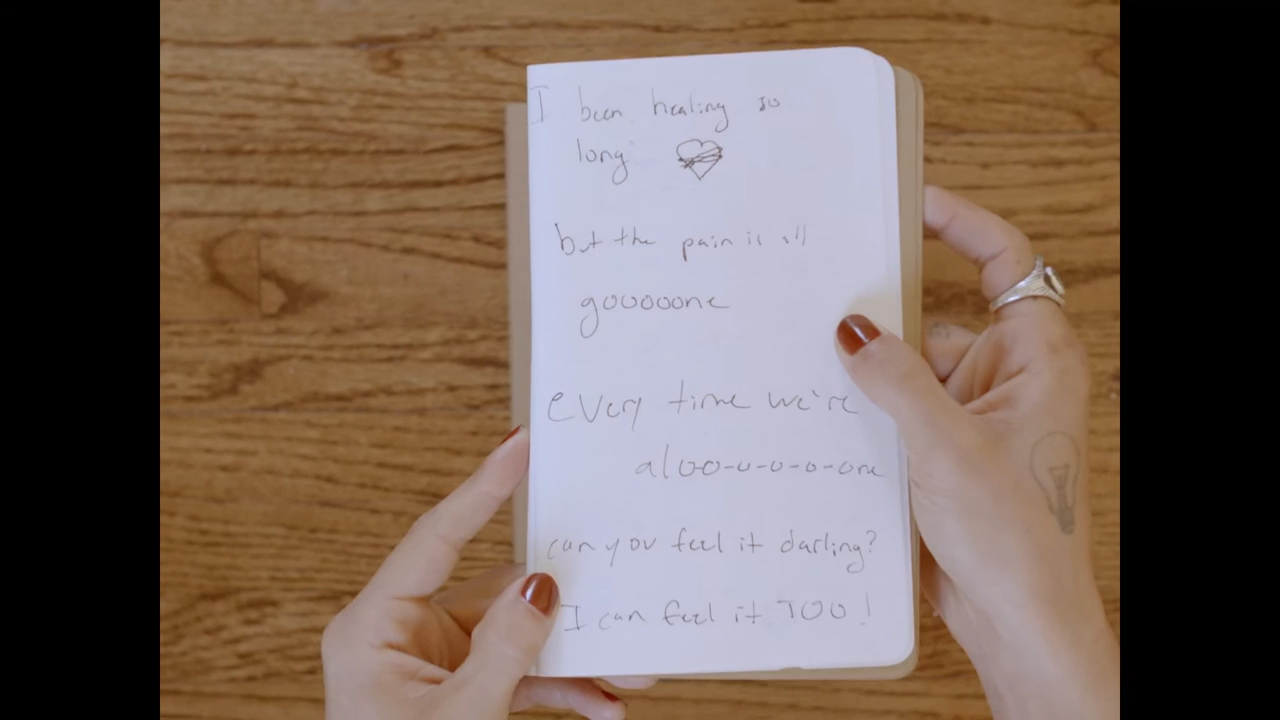 I been healing so
long
but the pain is all
gouooone
every time we're
aloo-o-o-o-o-one
can you feel it darling?
I can feel it TOO!